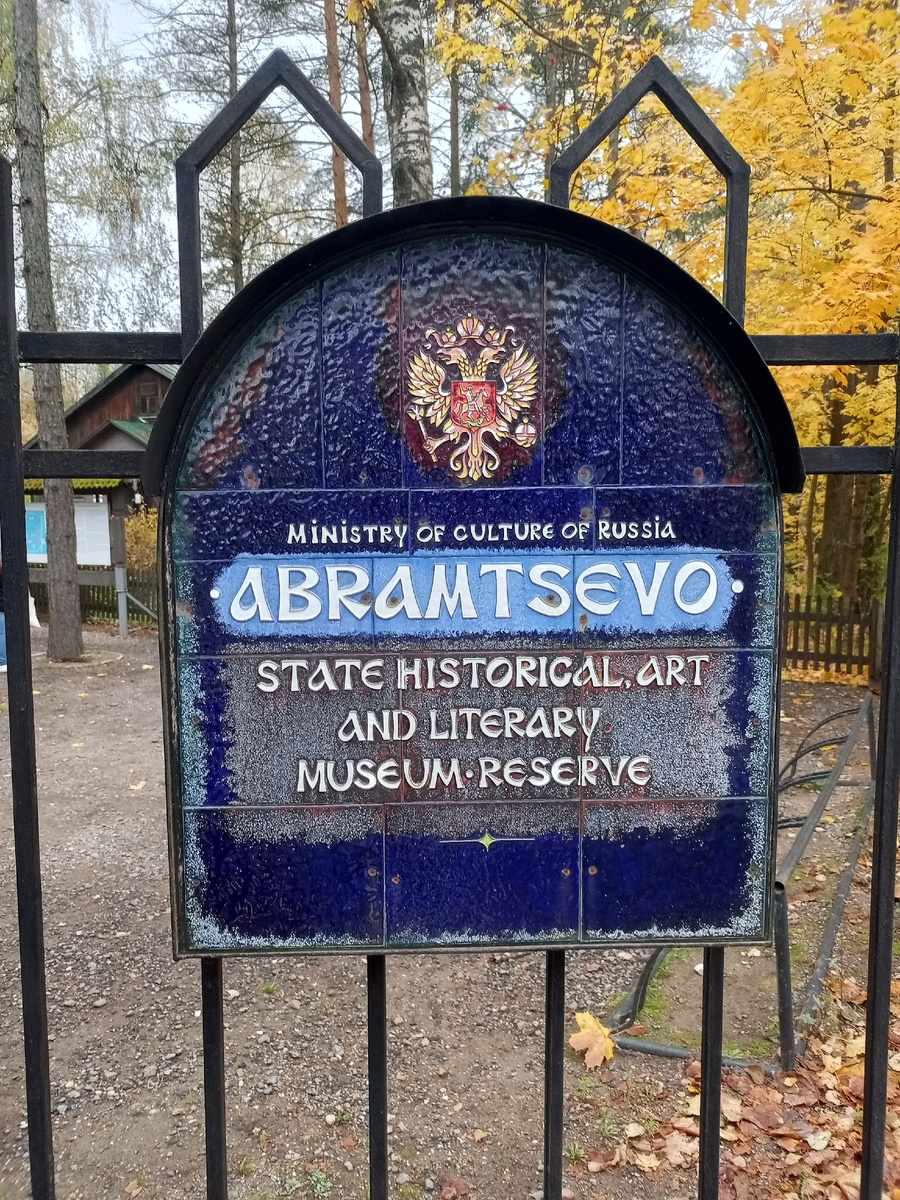 MINISTRY OF CULTURE OF RUSSIA
ABRAMTSEVO
STATE HISTORICAL, ART
AND LITERARY
MUSEUM·RESERVE